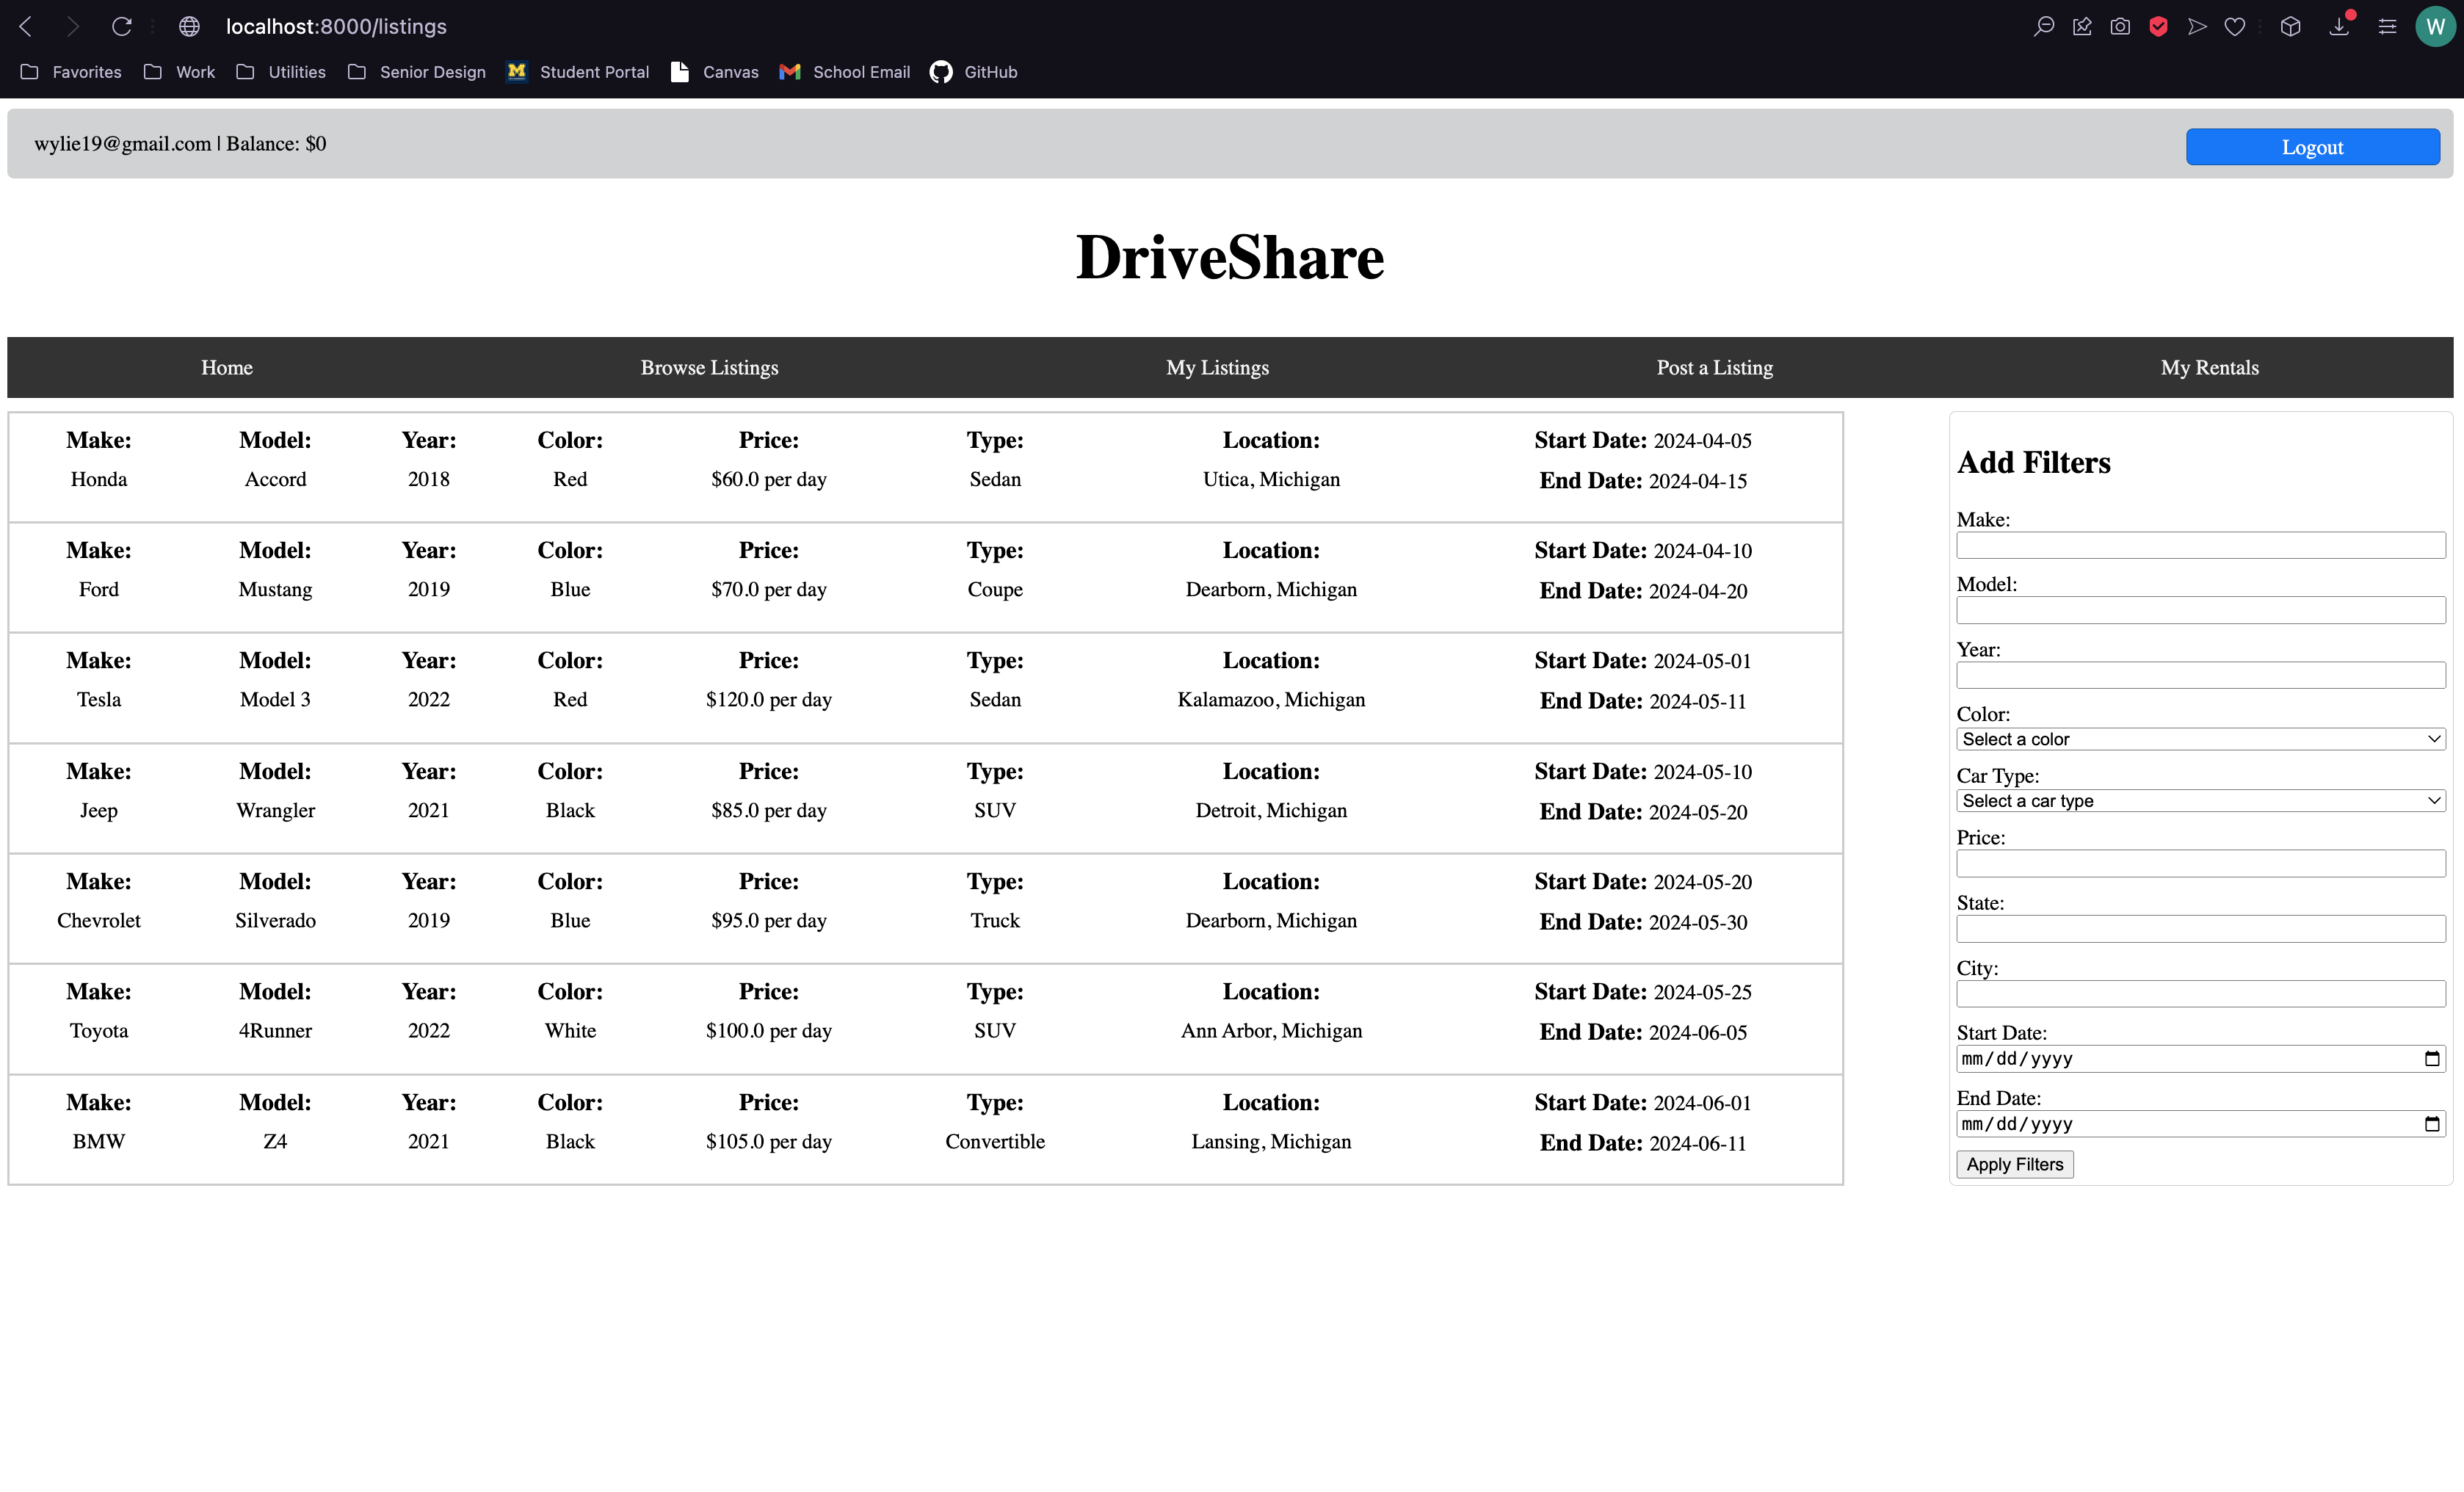 localhost:8000/listings
W
Favorites Work Utilities Senior Design M Student Portal Canvas School Email GitHub
wylie19@gmail.com | Balance: $0 Logout
DriveShare
Home Browse Listings My Listings Post a Listing My Rentals
Make: Model: Year: Color: Price: Type: Location: Start Date: 2024-04-05
Honda Accord 2018 Red $60.0 per day Sedan Utica, Michigan End Date: 2024-04-15
Make: Model: Year: Color: Price: Type: Location: Start Date: 2024-04-10
Ford Mustang 2019 Blue $70.0 per day Coupe Dearborn, Michigan End Date: 2024-04-20
Make: Model: Year: Color: Price: Type: Location: Start Date: 2024-05-01
Tesla Model 3 2022 Red $120.0 per day Sedan Kalamazoo, Michigan End Date: 2024-05-11
Make: Model: Year: Color: Price: Type: Location: Start Date: 2024-05-10
Jeep Wrangler 2021 Black $85.0 per day SUV Detroit, Michigan End Date: 2024-05-20
Make: Model: Year: Color: Price: Type: Location: Start Date: 2024-05-20
Chevrolet Silverado 2019 Blue $95.0 per day Truck Dearborn, Michigan End Date: 2024-05-30
Make: Model: Year: Color: Price: Type: Location: Start Date: 2024-05-25
Toyota 4Runner 2022 White $100.0 per day SUV Ann Arbor, Michigan End Date: 2024-06-05
Make: Model: Year: Color: Price: Type: Location: Start Date: 2024-06-01
BMW Z4 2021 Black $105.0 per day Convertible Lansing, Michigan End Date: 2024-06-11
Add Filters
Make:
Model:
Year:
Color:
Select a color
Car Type:
Select a car type
Price:
State:
City:
Start Date:
mm/dd/yyyy
End Date:
mm/dd/yyyy
Apply Filters